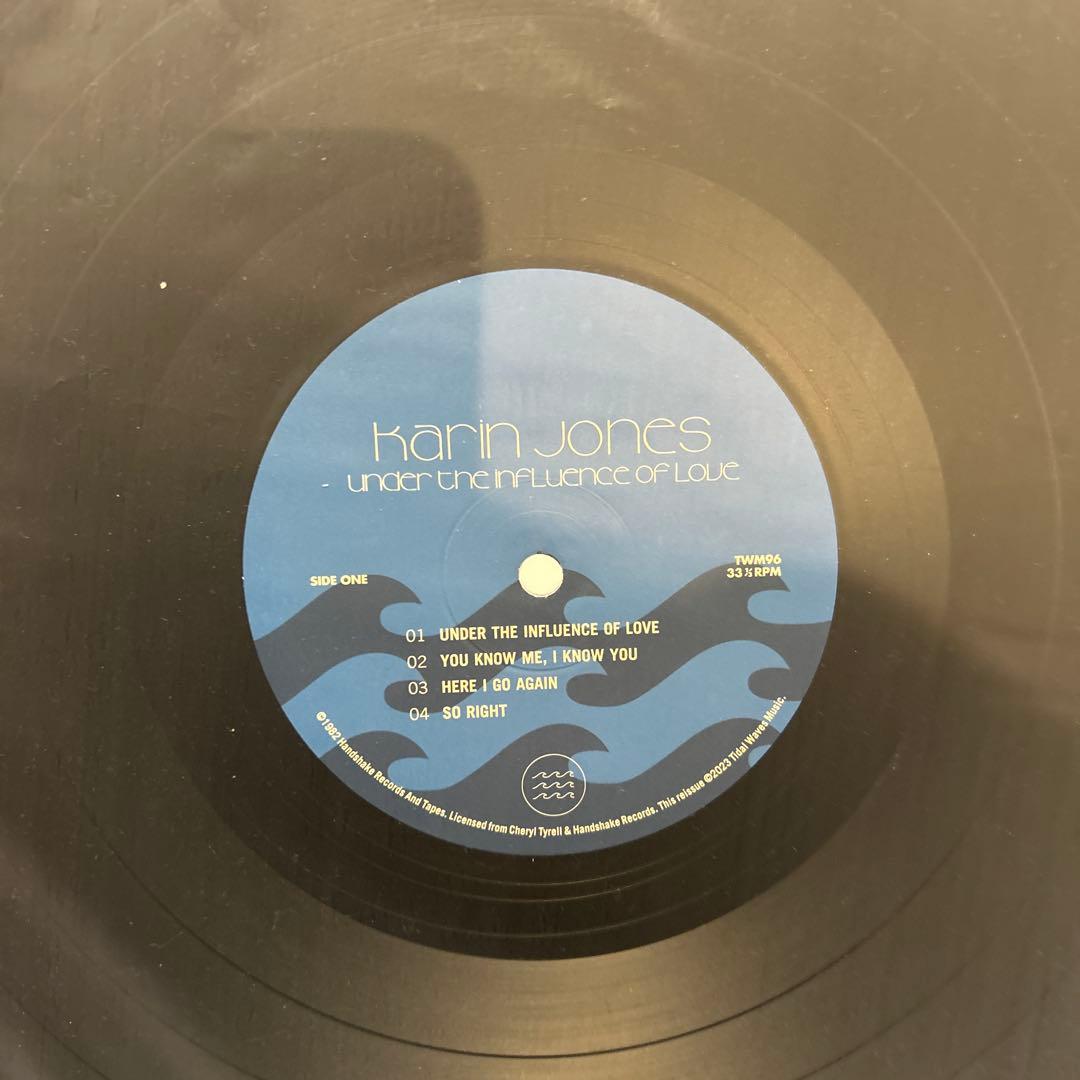 Karin Jones
- under the influence of Love
SIDE ONE
TWM96
33 ⅓ RPM
01 UNDER THE INFLUENCE OF LOVE
02 YOU KNOW ME, I KNOW YOU
03 HERE I GO AGAIN
04 SO RIGHT
©1982 Handshake Records And Tapes. Licensed from Cheryl Tyrell & Handshake Records. This reissue ©2023 Tidal Waves Music.